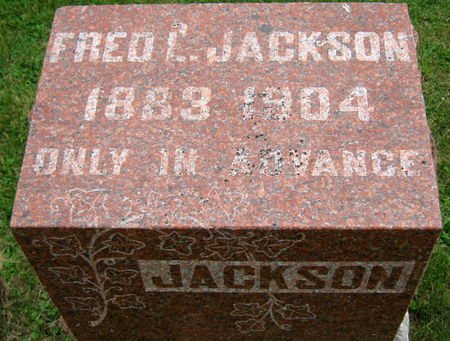 FRED L. JACKSON
1883 1904
ONLY IN ADVANCE
JACKSON